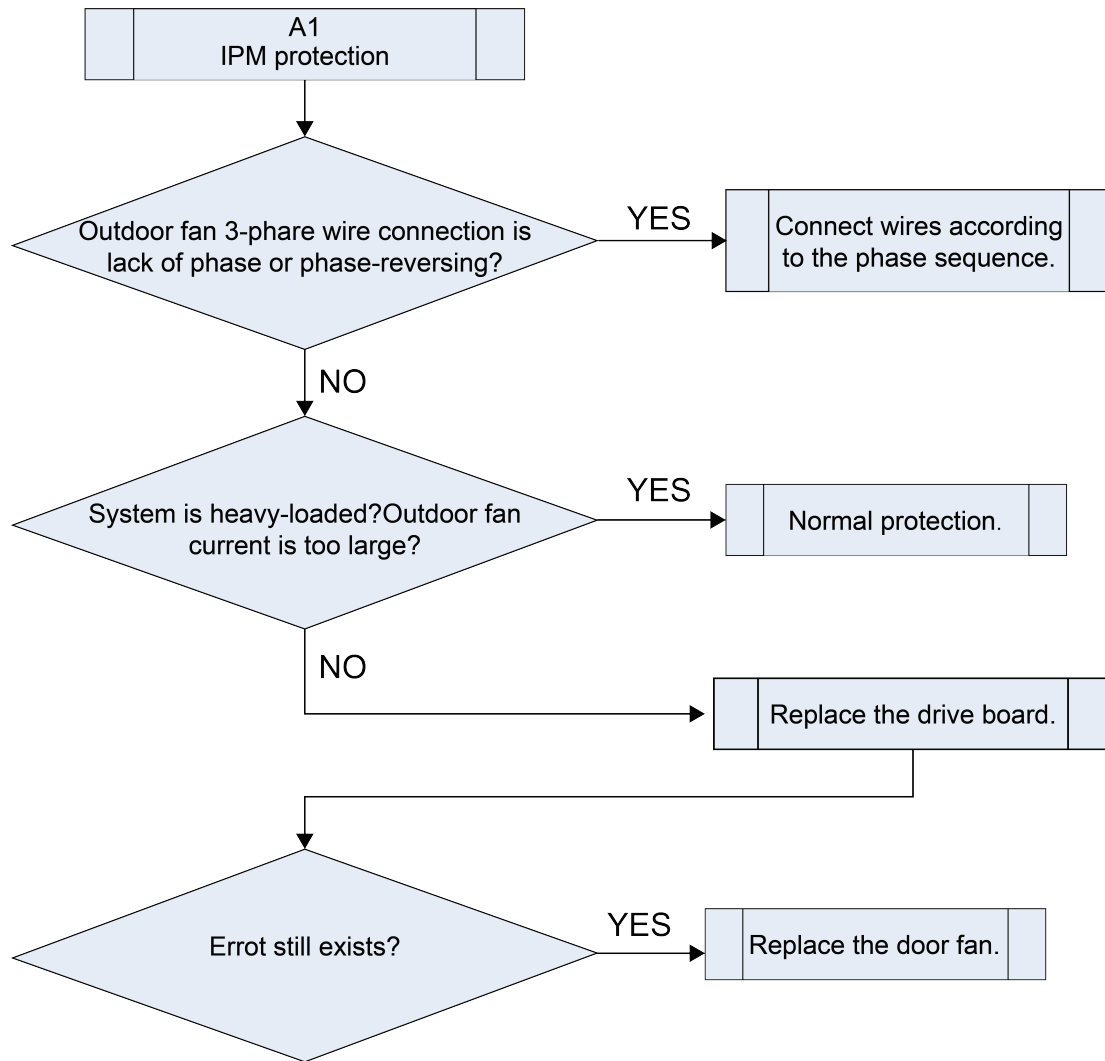 A1
IPM protection
Outdoor fan 3-phare wire connection is
lack of phase or phase-reversing?
YES
Connect wires according
to the phase sequence.
NO
System is heavy-loaded?Outdoor fan
current is too large?
YES
Normal protection.
NO
Replace the drive board.
Errot still exists?
YES
Replace the door fan.